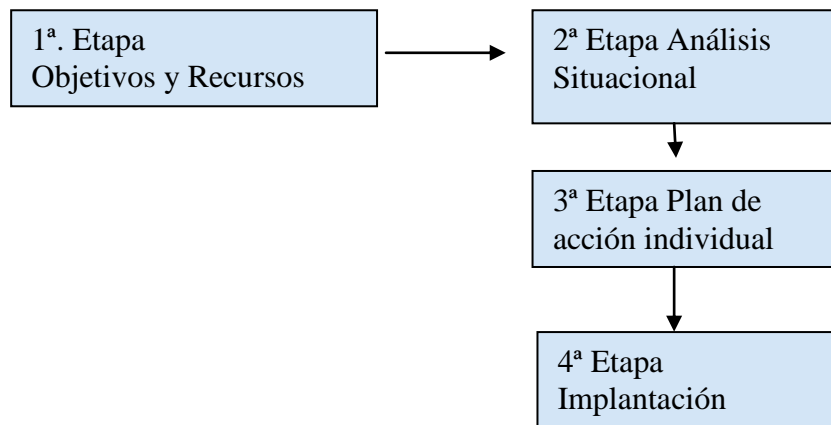 1ª. Etapa
Objetivos y Recursos
2ª Etapa Análisis
Situacional
3ª Etapa Plan de
acción individual
4ª Etapa
Implantación